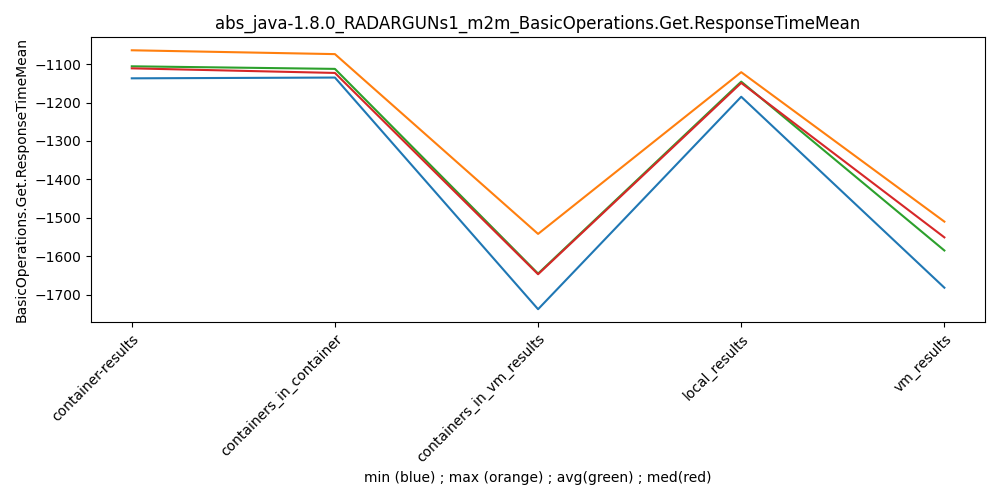 abs_java-1.8.0_RADARGUNs1_m2m_BasicOperations.Get.ResponseTimeMean
BasicOperations.Get.ResponseTimeMean
−1100
−1200
−1300
−1400
−1500
−1600
−1700
container-results
containers_in_container
containers_in_vm_results
local_results
vm_results
min (blue) ; max (orange) ; avg(green) ; med(red)